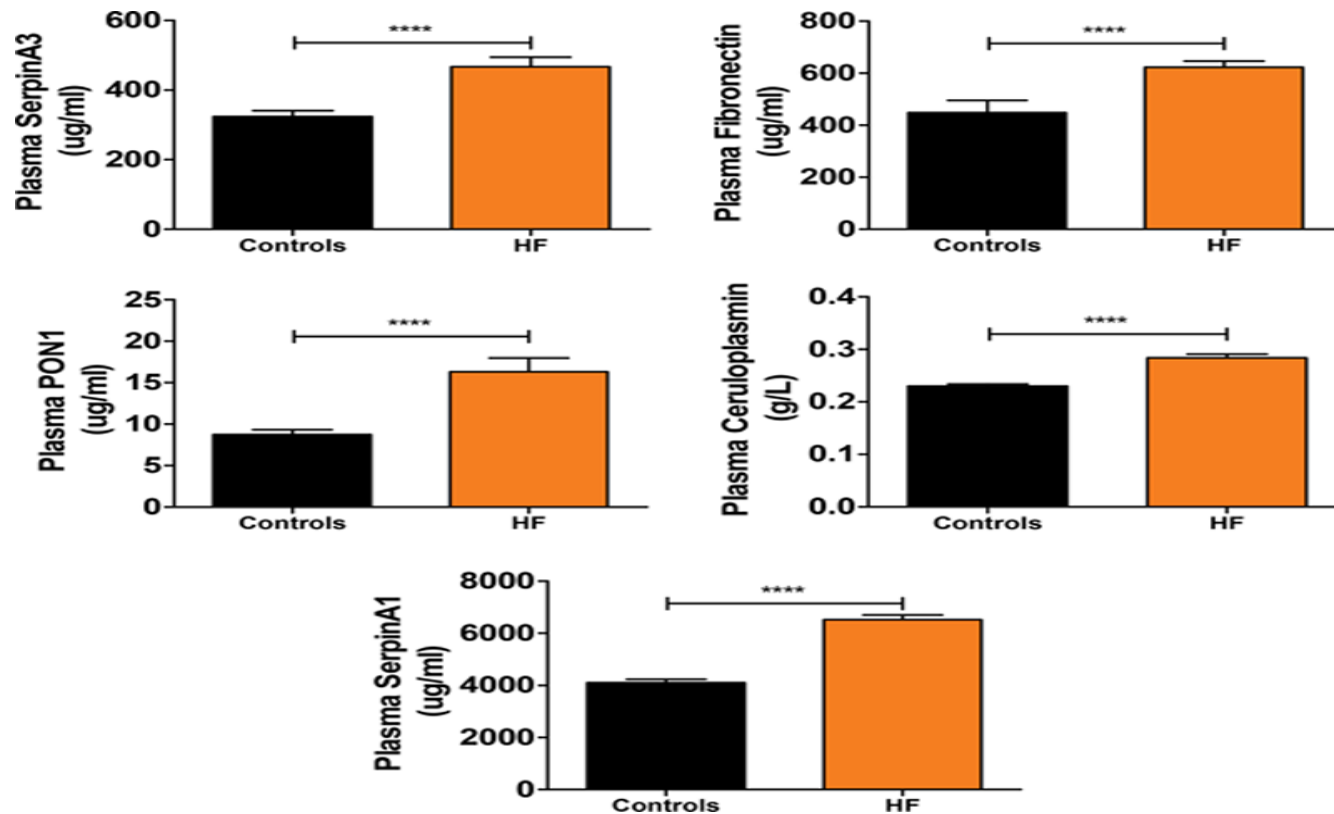 Plasma SerpinA3
(ug/ml)
600
400
200
0
****
Controls
HF
Plasma Fibronectin
(ug/ml)
800
600
400
200
0
****
Controls
HF
Plasma PON1
(ug/ml)
25
20
15
10
5
0
****
Controls
HF
Plasma Ceruloplasmin
(g/L)
0.4
0.3
0.2
0.1
0.0
****
Controls
HF
Plasma SerpinA1
(ug/ml)
8000
6000
4000
2000
0
****
Controls
HF